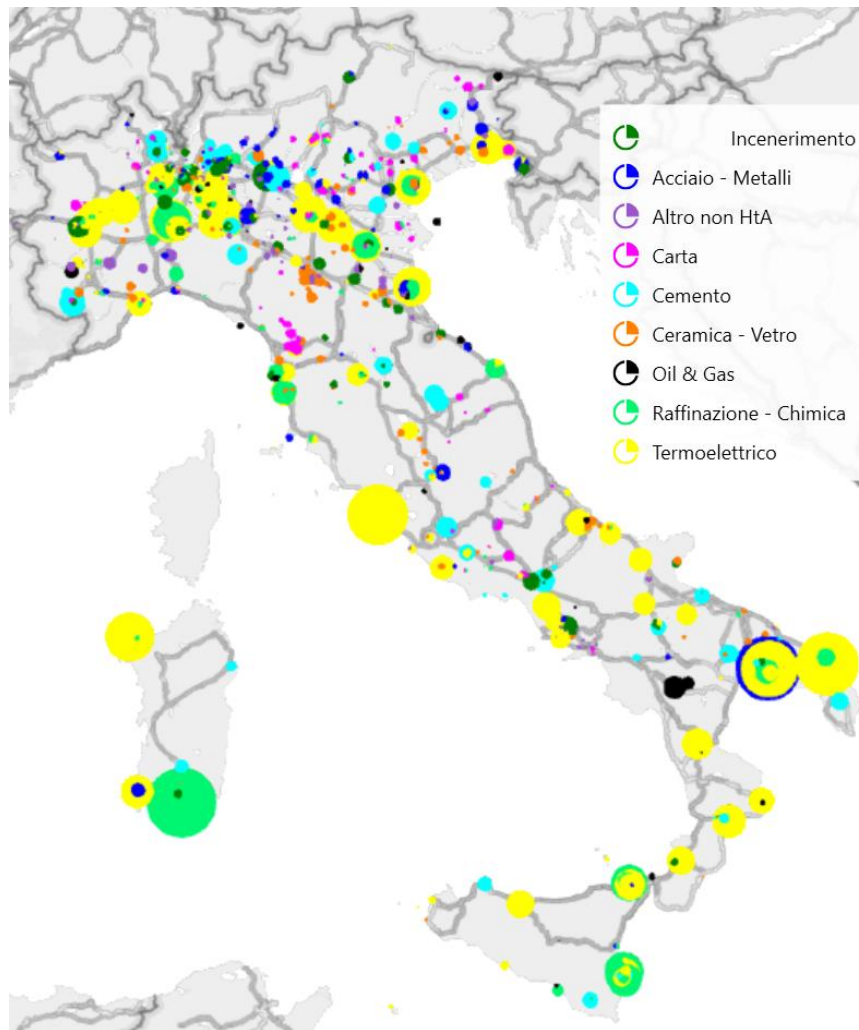 Incenerimento
Acciaio - Metalli
Altro non HtA
Carta
Cemento
Ceramica - Vetro
Oil & Gas
Raffinazione - Chimica
Termoelettrico